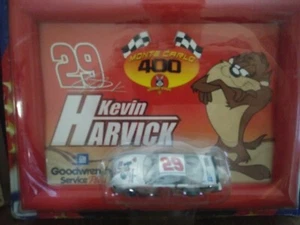 29
MONTE CARLO
400
Kevin
HARVICK
29
Goodwrench
Service